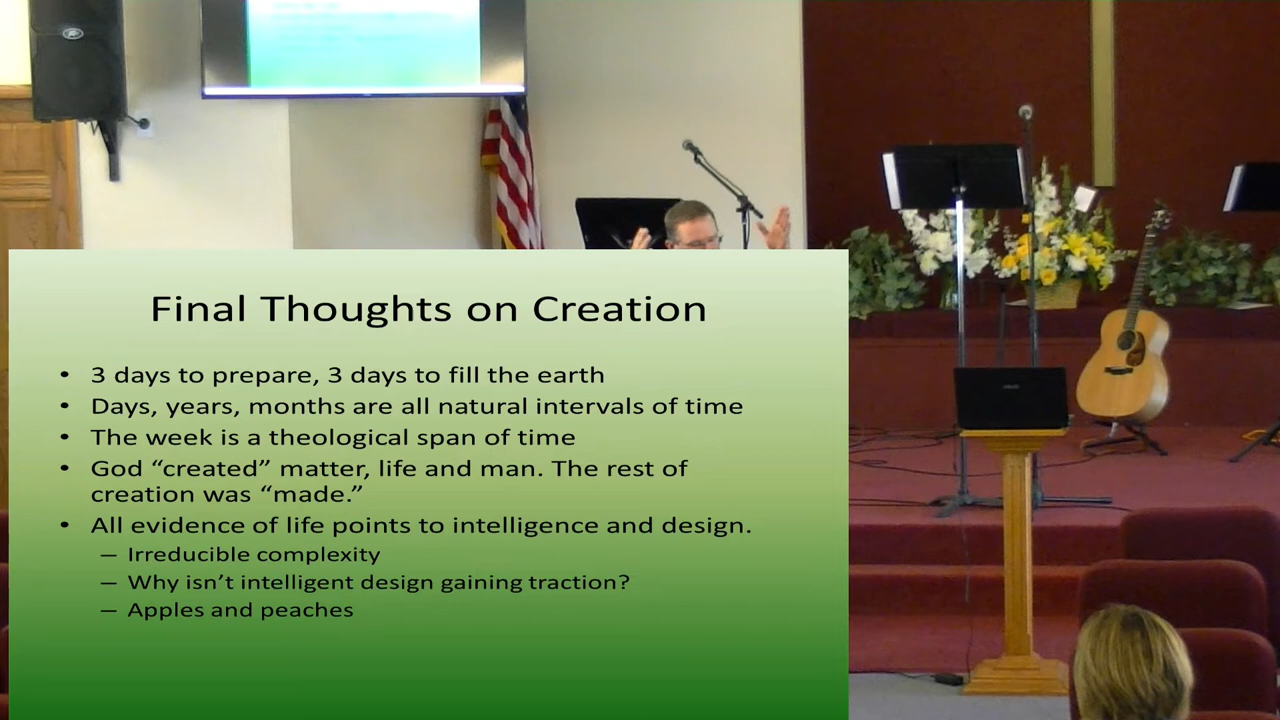 Final Thoughts on Creation
• 3 days to prepare, 3 days to fill the earth
• Days, years, months are all natural intervals of time
• The week is a theological span of time
• God “created” matter, life and man. The rest of
creation was “made.”
• All evidence of life points to intelligence and design.
– Irreducible complexity
– Why isn’t intelligent design gaining traction?
– Apples and peaches